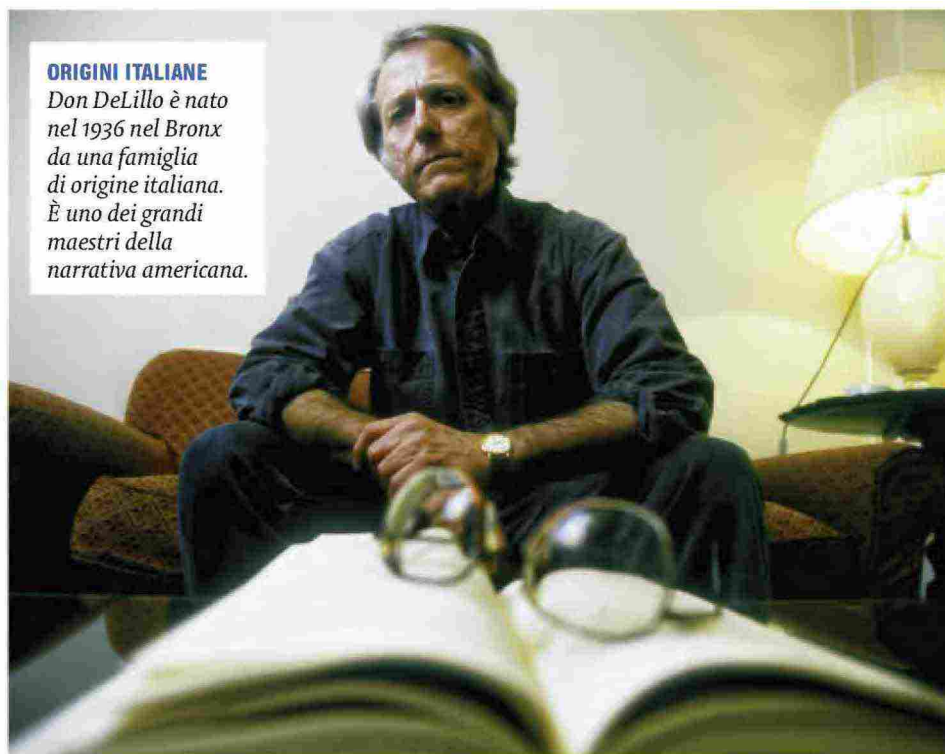 ORIGINI ITALIANE
Don DeLillo è nato
nel 1936 nel Bronx
da una famiglia
di origine italiana.
È uno dei grandi
maestri della
narrativa americana.